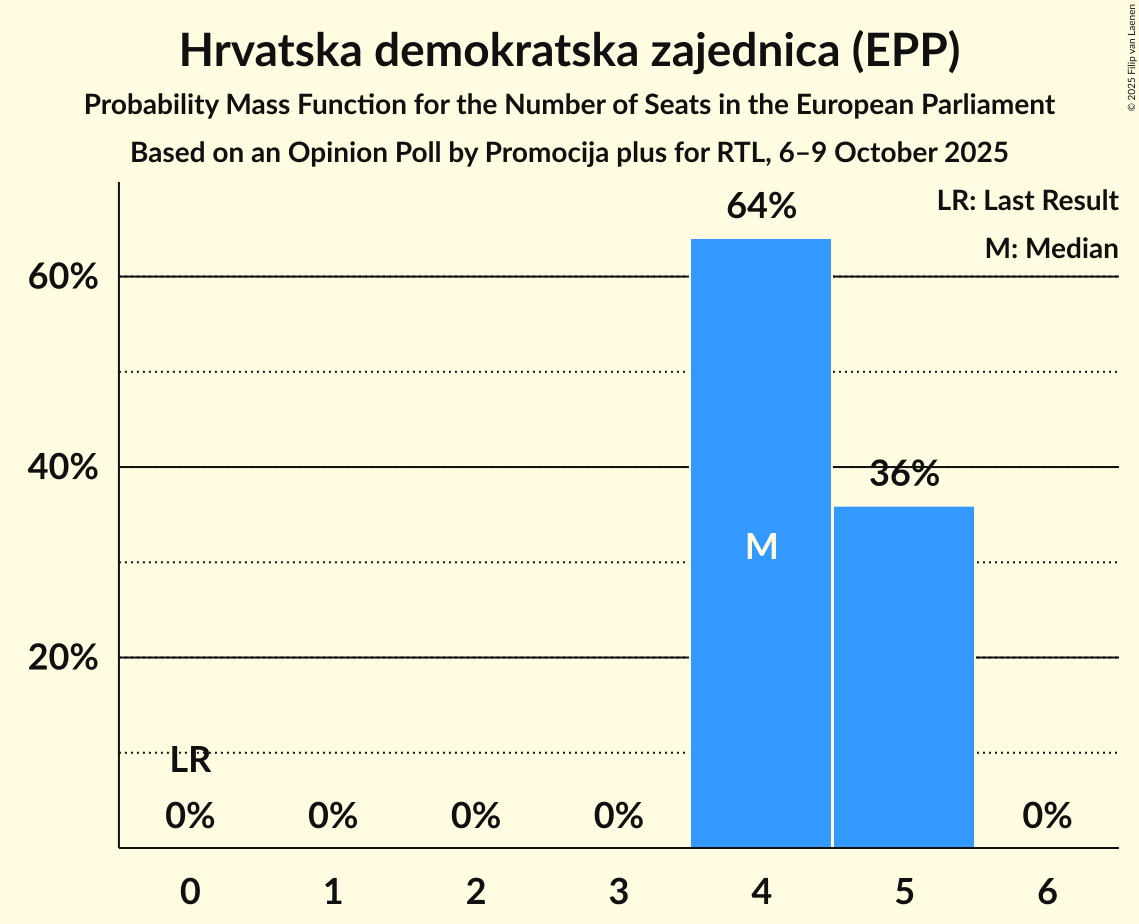 Hrvatska demokratska zajednica (EPP)
Probability Mass Function for the Number of Seats in the European Parliament
Based on an Opinion Poll by Promocija plus for RTL, 6–9 October 2025
© 2025 Filip van Laenen
LR: Last Result
M: Median
64%
60%
40%
36%
M
20%
LR
0% 0% 0% 0% 0%
0 1 2 3 4 5 6